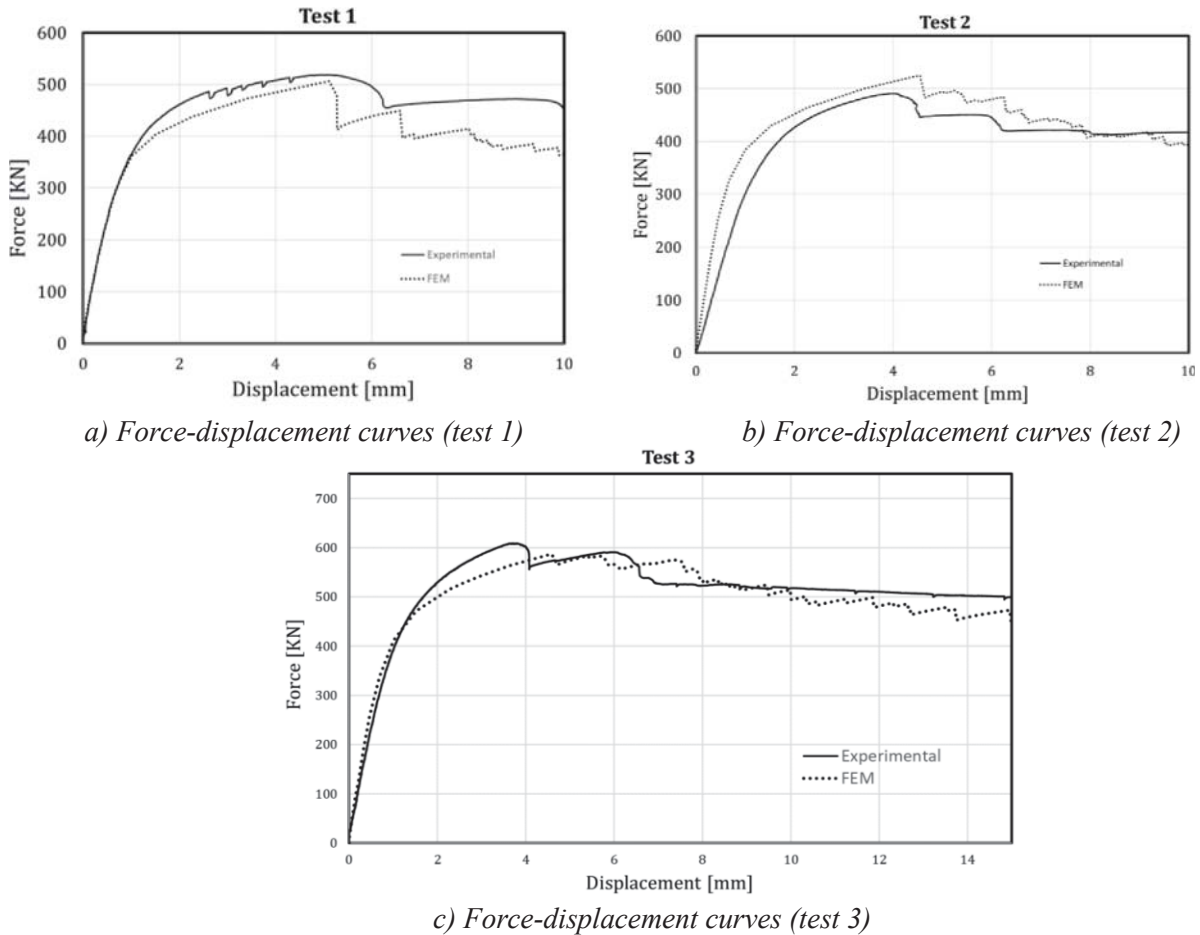 Test 1
600
500
400
300
200
100
0
Force [KN]
Experimental
FEM
0 2 4 6 8 10
Displacement [mm]
a) Force-displacement curves (test 1)
Test 2
600
500
400
300
200
100
0
Force [KN]
Experimental
FEM
0 2 4 6 8 10
Displacement [mm]
b) Force-displacement curves (test 2)
Test 3
700
600
500
400
300
200
100
0
Force [KN]
Experimental
FEM
0 2 4 6 8 10 12 14
Displacement [mm]
c) Force-displacement curves (test 3)